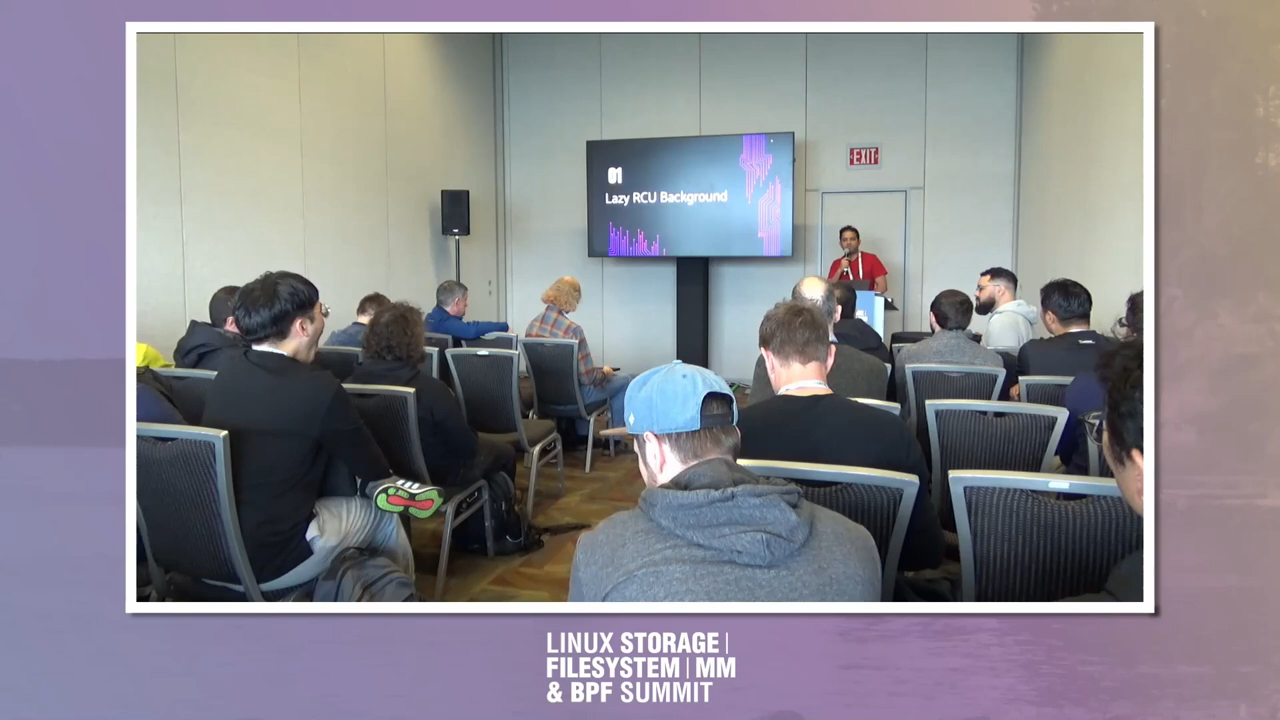 01
Lazy RCU Background
EXIT
LINUX STORAGE |
FILESYSTEM | MM
& BPF SUMMIT